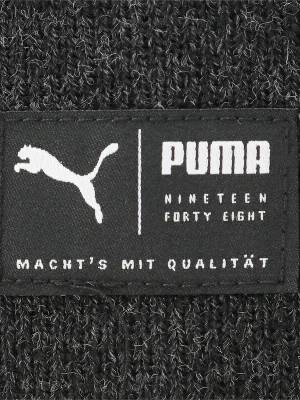 PUMA
NINETEEN
FORTY EIGHT
MACHT'S MIT QUALITÄT